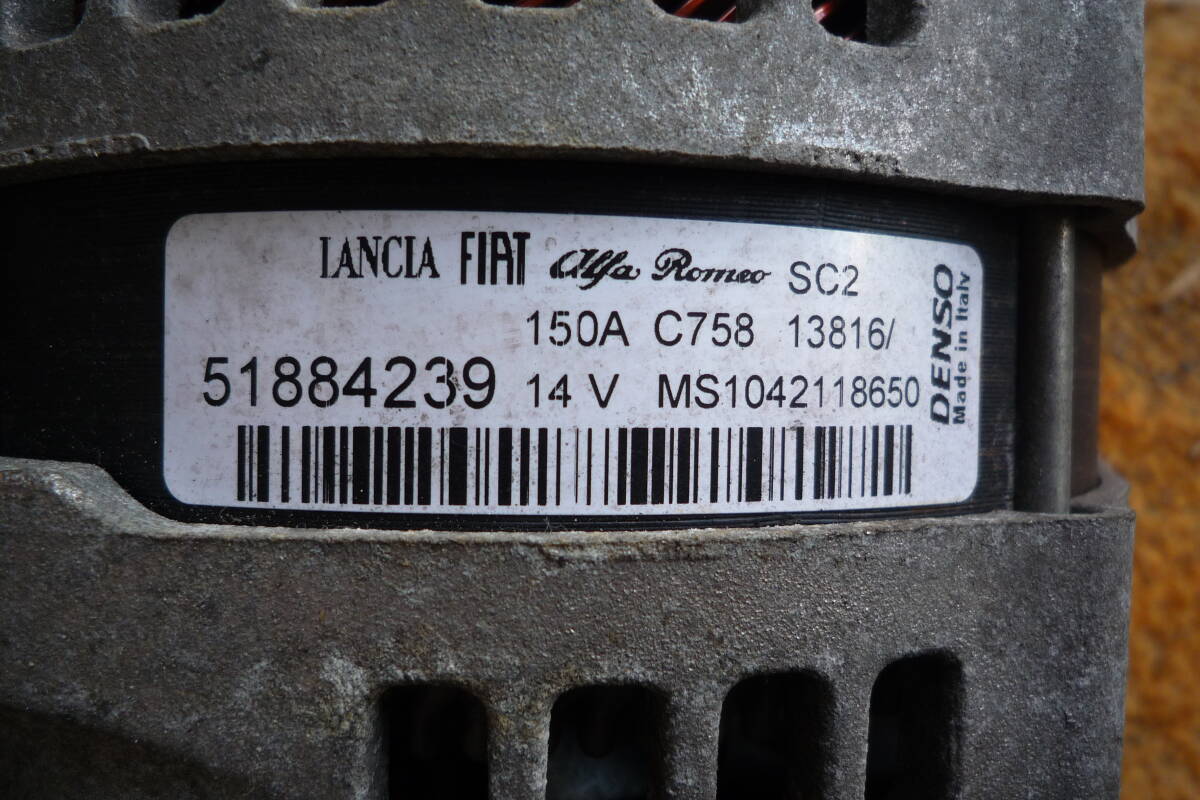 LANCIA FIAT Alfa Romeo SC2
150A C758 13816/
51884239 14 V MS1042118650
DENSO
Made in Italy